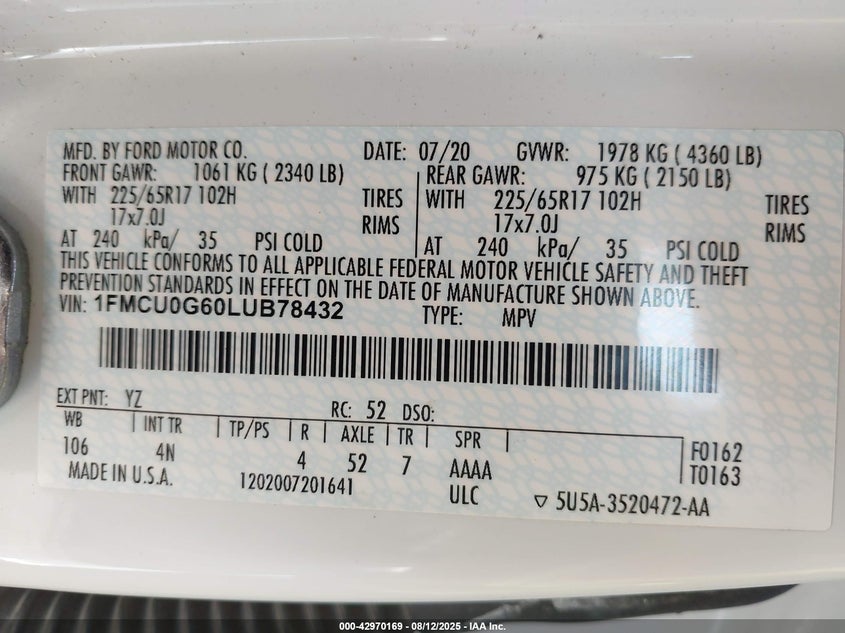 MFD. BY FORD MOTOR CO. DATE: 07/20 GVWR: 1978 KG ( 4360 LB)
FRONT GAWR: 1061 KG ( 2340 LB) REAR GAWR: 975 KG ( 2150 LB)
WITH 225/65R17 102H TIRES WITH 225/65R17 102H TIRES
17x7.0J RIMS 17x7.0J RIMS
AT 240 kPa/ 35 PSI COLD AT 240 kPa/ 35 PSI COLD
THIS VEHICLE CONFORMS TO ALL APPLICABLE FEDERAL MOTOR VEHICLE SAFETY AND THEFT
PREVENTION STANDARDS IN EFFECT ON THE DATE OF MANUFACTURE SHOWN ABOVE.
VIN: 1FMCU0G60LUB78432 TYPE: MPV
EXT PNT: YZ RC: 52 DSO:
WB INT TR TP/PS R AXLE TR SPR
106 4N 4 52 7 AAAA F0162
T0163
MADE IN U.S.A. 1202007201641 ULC ▽ 5U5A-3520472-AA
000-42970169 - 08/12/2025 - IAA Inc.